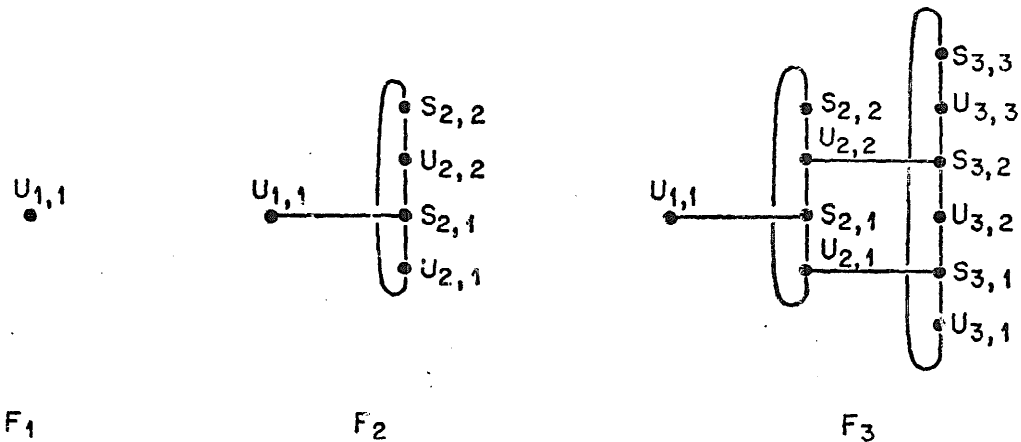 U1,1
F1
U1,1
S2,2
U2,2
S2,1
U2,1
F2
U1,1
S2,2
U2,2
S2,1
U2,1
S3,3
U3,3
S3,2
U3,2
S3,1
U3,1
F3